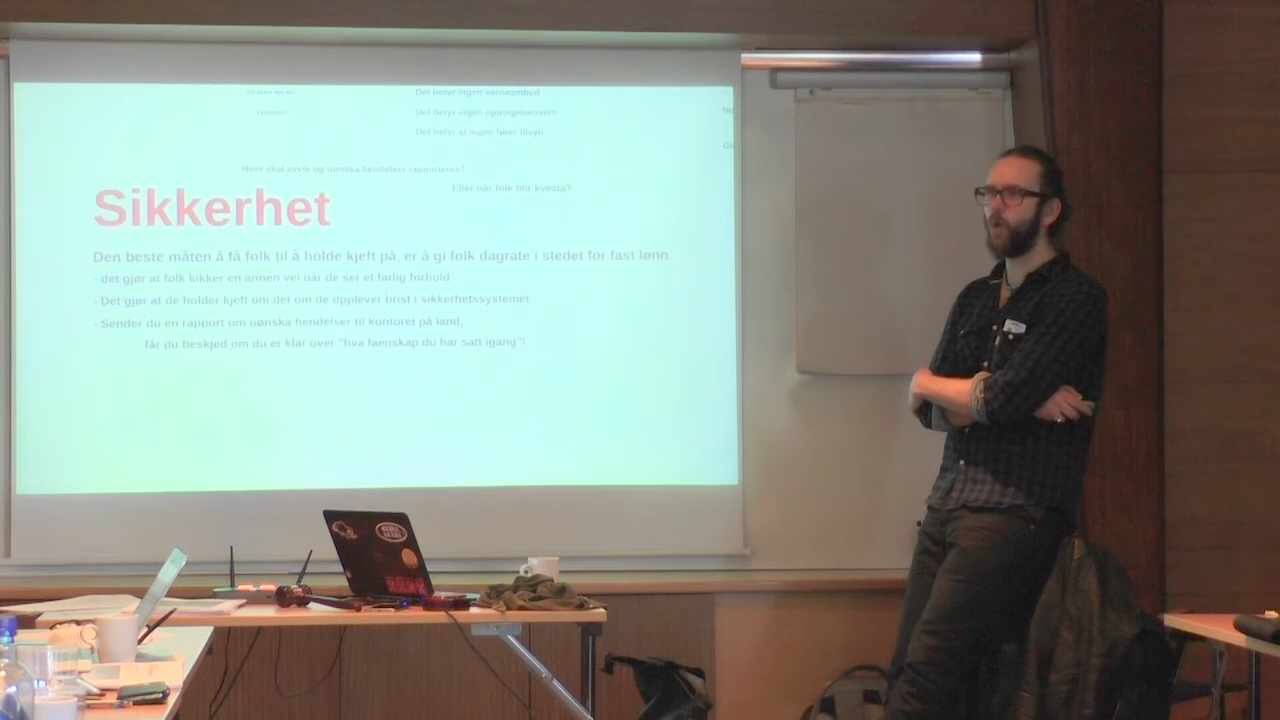 Det betyr ingen verneombud
Det betyr ingen oppsigelsesvern
Det betyr at ingen fører tilsyn
Hvor skal avvik og uønska hendelser rapporteres?
Eller når folk blir kvesta?
Sikkerhet
Den beste måten å få folk til å holde kjeft på, er å gi folk dagrate i stedet for fast lønn
- det gjør at folk kikker en annen vei når de ser et farlig forhold
- Det gjør at de holder kjeft om det om de opplever brist i sikkerhetssystemet
- Sender du en rapport om uønska hendelser til kontoret på land,
får du beskjed om du er klar over "hva faenskap du har satt igang"!